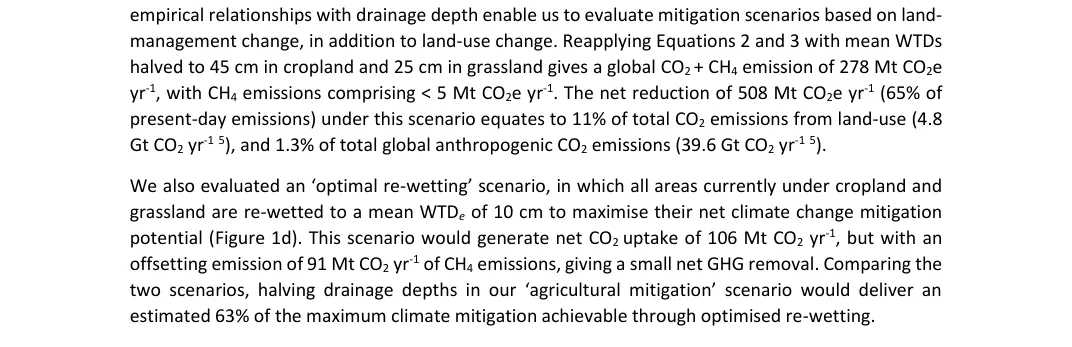 empirical relationships with drainage depth enable us to evaluate mitigation scenarios based on land-
management change, in addition to land-use change. Reapplying Equations 2 and 3 with mean WTDs
halved to 45 cm in cropland and 25 cm in grassland gives a global CO₂ + CH₄ emission of 278 Mt CO₂e
yr⁻¹, with CH₄ emissions comprising < 5 Mt CO₂e yr⁻¹. The net reduction of 508 Mt CO₂e yr⁻¹ (65% of
present-day emissions) under this scenario equates to 11% of total CO₂ emissions from land-use (4.8
Gt CO₂ yr⁻¹ ⁵), and 1.3% of total global anthropogenic CO₂ emissions (39.6 Gt CO₂ yr⁻¹ ⁵).
We also evaluated an ‘optimal re-wetting’ scenario, in which all areas currently under cropland and
grassland are re-wetted to a mean WTDₑ of 10 cm to maximise their net climate change mitigation
potential (Figure 1d). This scenario would generate net CO₂ uptake of 106 Mt CO₂ yr⁻¹, but with an
offsetting emission of 91 Mt CO₂ yr⁻¹ of CH₄ emissions, giving a small net GHG removal. Comparing the
two scenarios, halving drainage depths in our ‘agricultural mitigation’ scenario would deliver an
estimated 63% of the maximum climate mitigation achievable through optimised re-wetting.